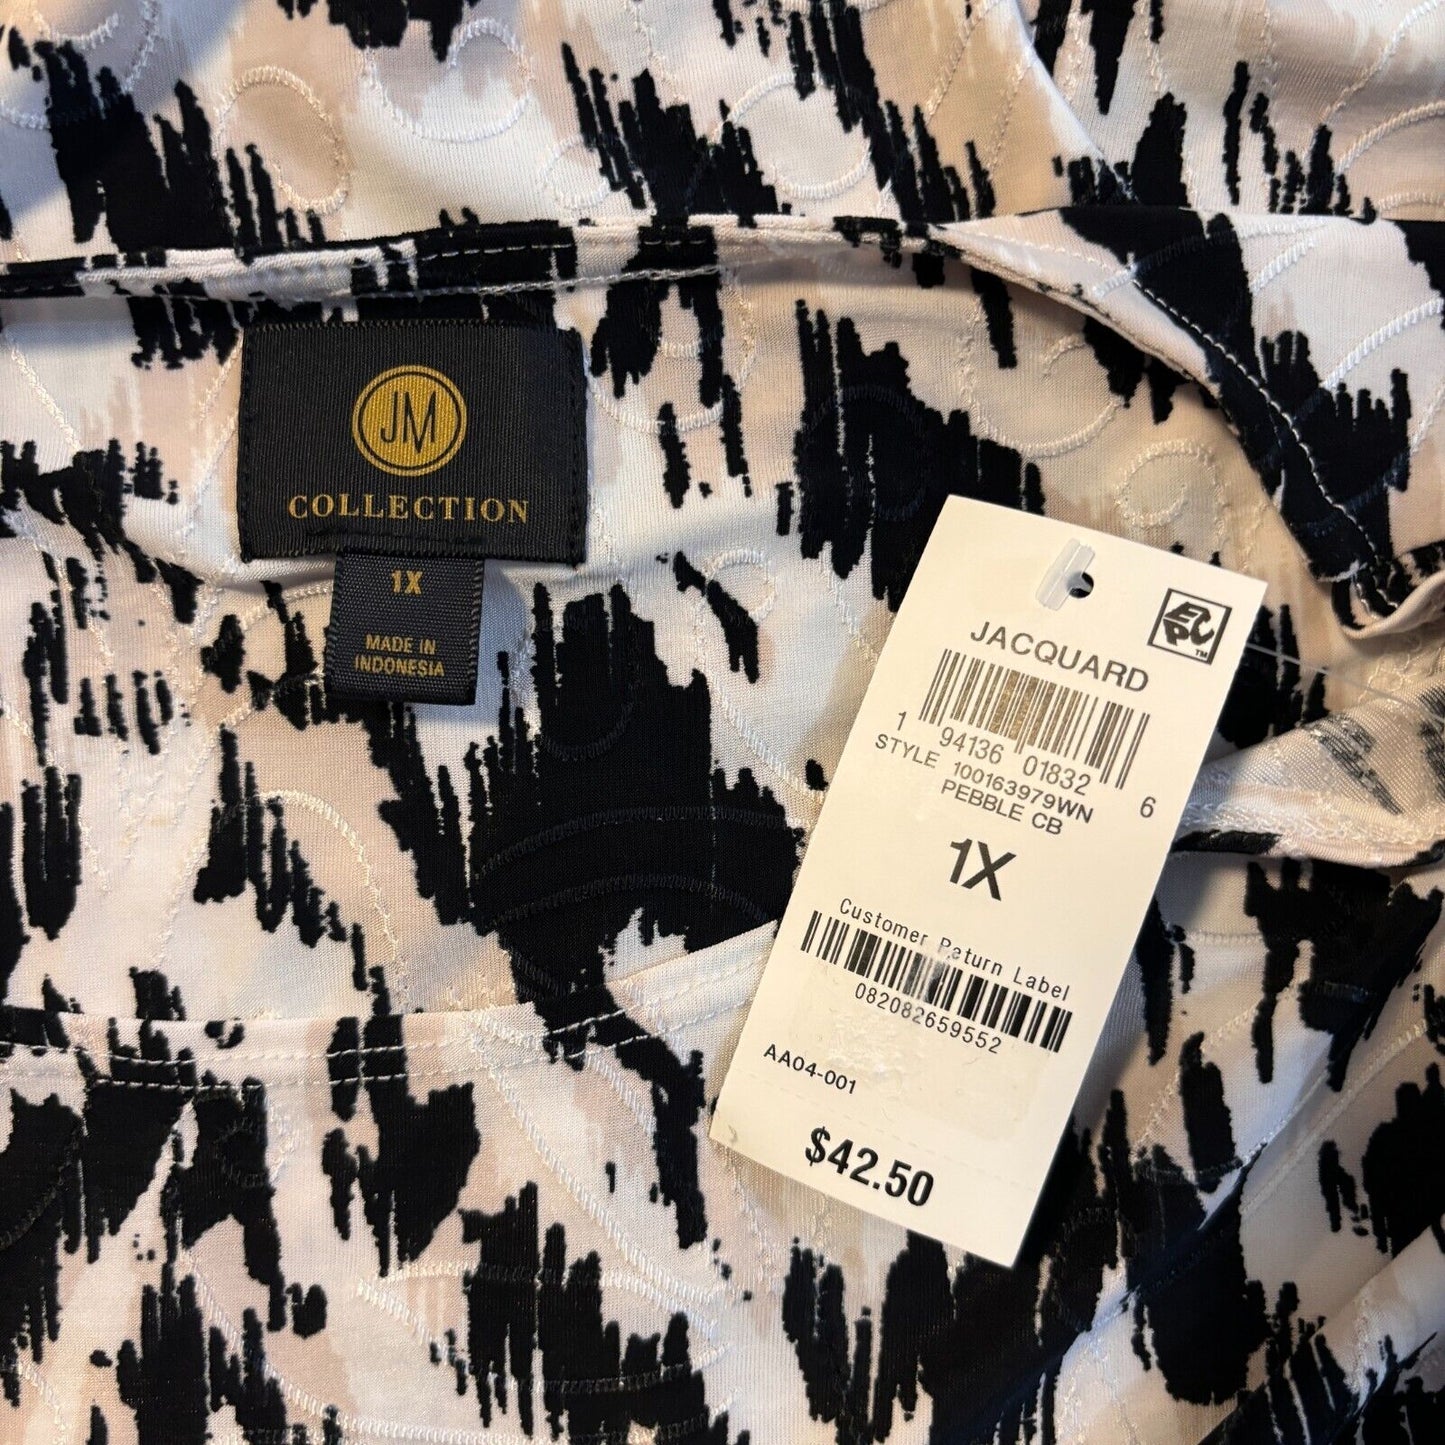 JM
COLLECTION
1X
MADE IN
INDONESIA
EPC™
JACQUARD
1 94136 01832 6
STYLE 100163979WN
PEBBLE CB
1X
Customer Return Label
082082659552
AA04-001
$42.50